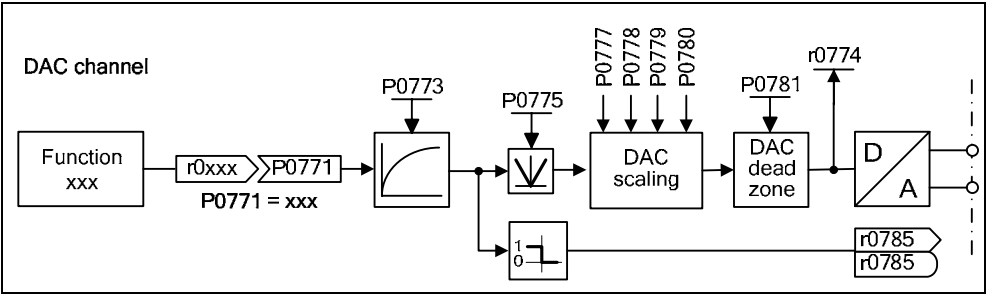 DAC channel
P0773
P0775
P0777
P0778
P0779
P0780
P0781
r0774
Function
xxx
r0xxx
P0771
P0771 = xxx
DAC
scaling
DAC
dead
zone
D
A
1
0
r0785
r0785